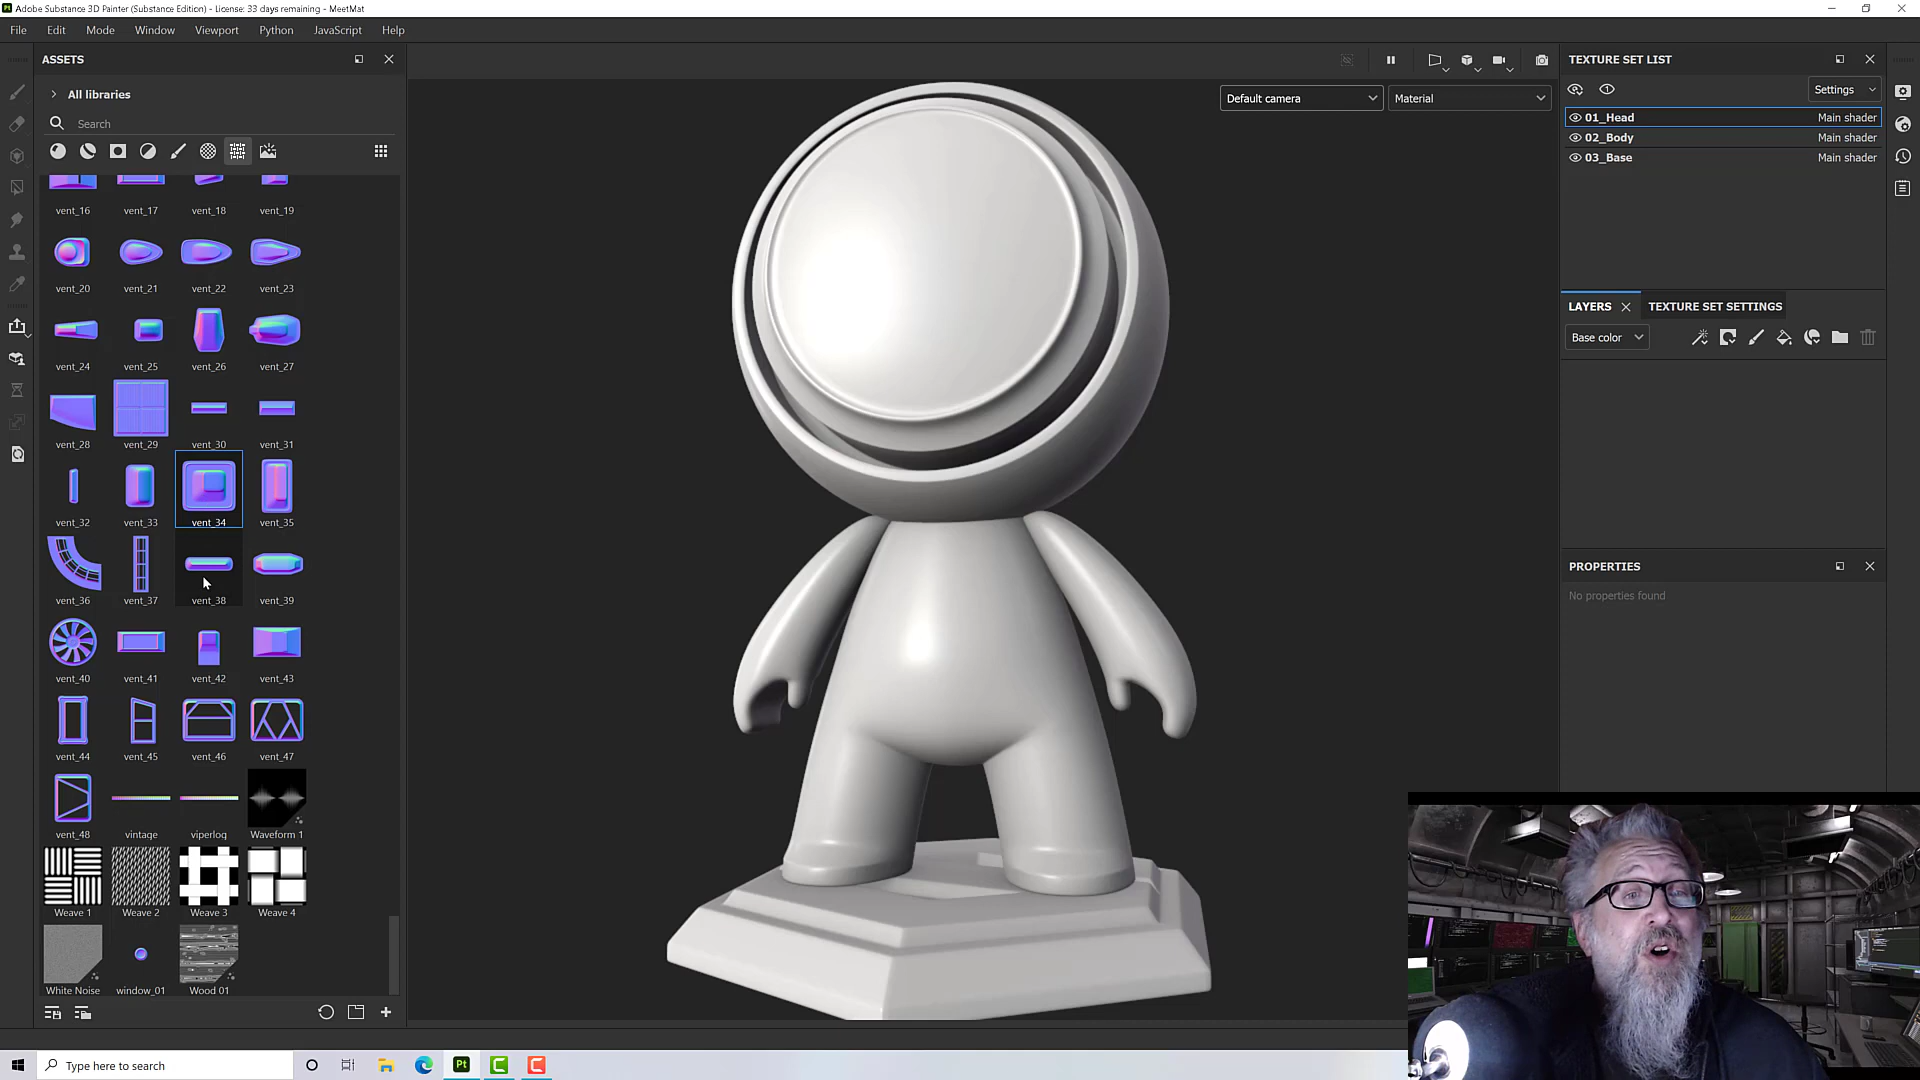 Adobe Substance 3D Painter (Substance Edition) - License: 33 days remaining - MeetMat
File Edit Mode Window Viewport Python JavaScript Help
ASSETS
All libraries
Search
vent_16 vent_17 vent_18 vent_19
vent_20 vent_21 vent_22 vent_23
vent_24 vent_25 vent_26 vent_27
vent_28 vent_29 vent_30 vent_31
vent_32 vent_33 vent_34 vent_35
vent_36 vent_37 vent_38 vent_39
vent_40 vent_41 vent_42 vent_43
vent_44 vent_45 vent_46 vent_47
vent_48 vintage viperlog Waveform 1
Weave 1 Weave 2 Weave 3 Weave 4
White Noise window_01 Wood 01
Default camera Material
TEXTURE SET LIST
Settings
01_Head Main shader
02_Body Main shader
03_Base Main shader
LAYERS TEXTURE SET SETTINGS
Base color
PROPERTIES
No properties found
Type here to search
Pt